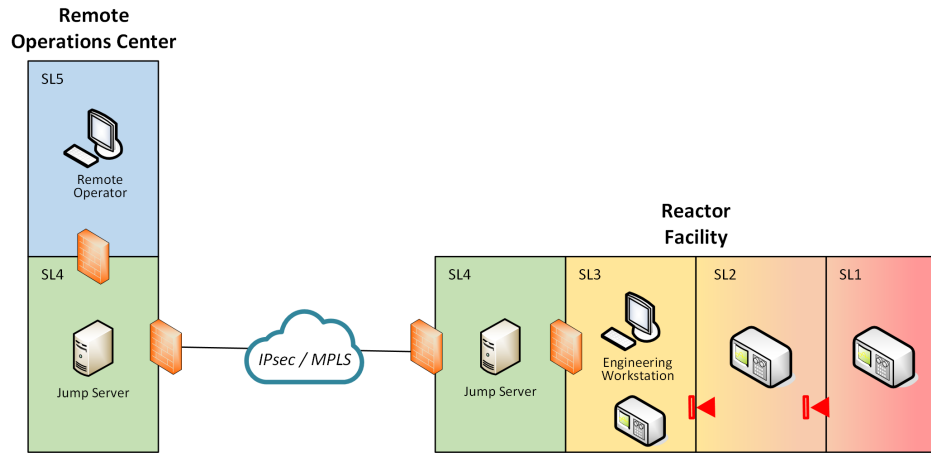 Remote
Operations Center
SL5
Remote
Operator
SL4
Jump Server
IPsec / MPLS
Reactor
Facility
SL4
Jump Server
SL3
Engineering
Workstation
SL2
SL1